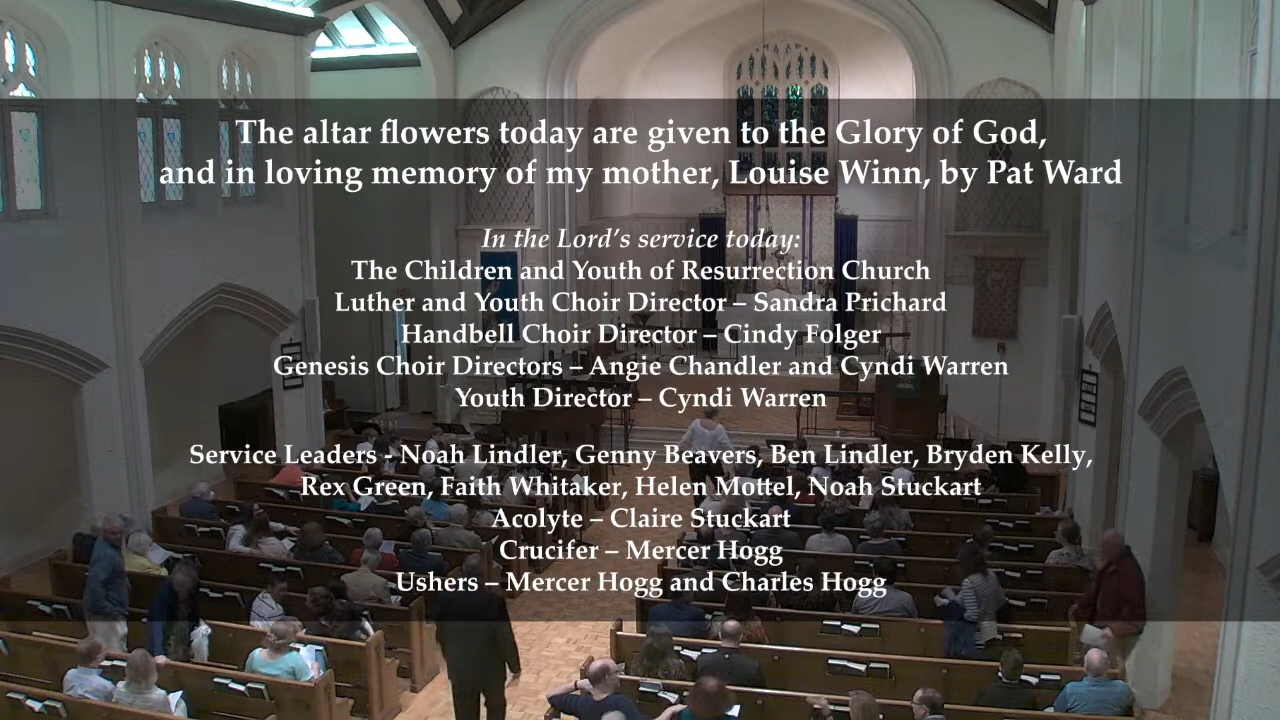 The altar flowers today are given to the Glory of God,
and in loving memory of my mother, Louise Winn, by Pat Ward
In the Lord's service today:
The Children and Youth of Resurrection Church
Luther and Youth Choir Director – Sandra Prichard
Handbell Choir Director – Cindy Folger
Genesis Choir Directors – Angie Chandler and Cyndi Warren
Youth Director – Cyndi Warren
Service Leaders - Noah Lindler, Genny Beavers, Ben Lindler, Bryden Kelly,
Rex Green, Faith Whitaker, Helen Mottel, Noah Stuckart
Acolyte – Claire Stuckart
Crucifer – Mercer Hogg
Ushers – Mercer Hogg and Charles Hogg